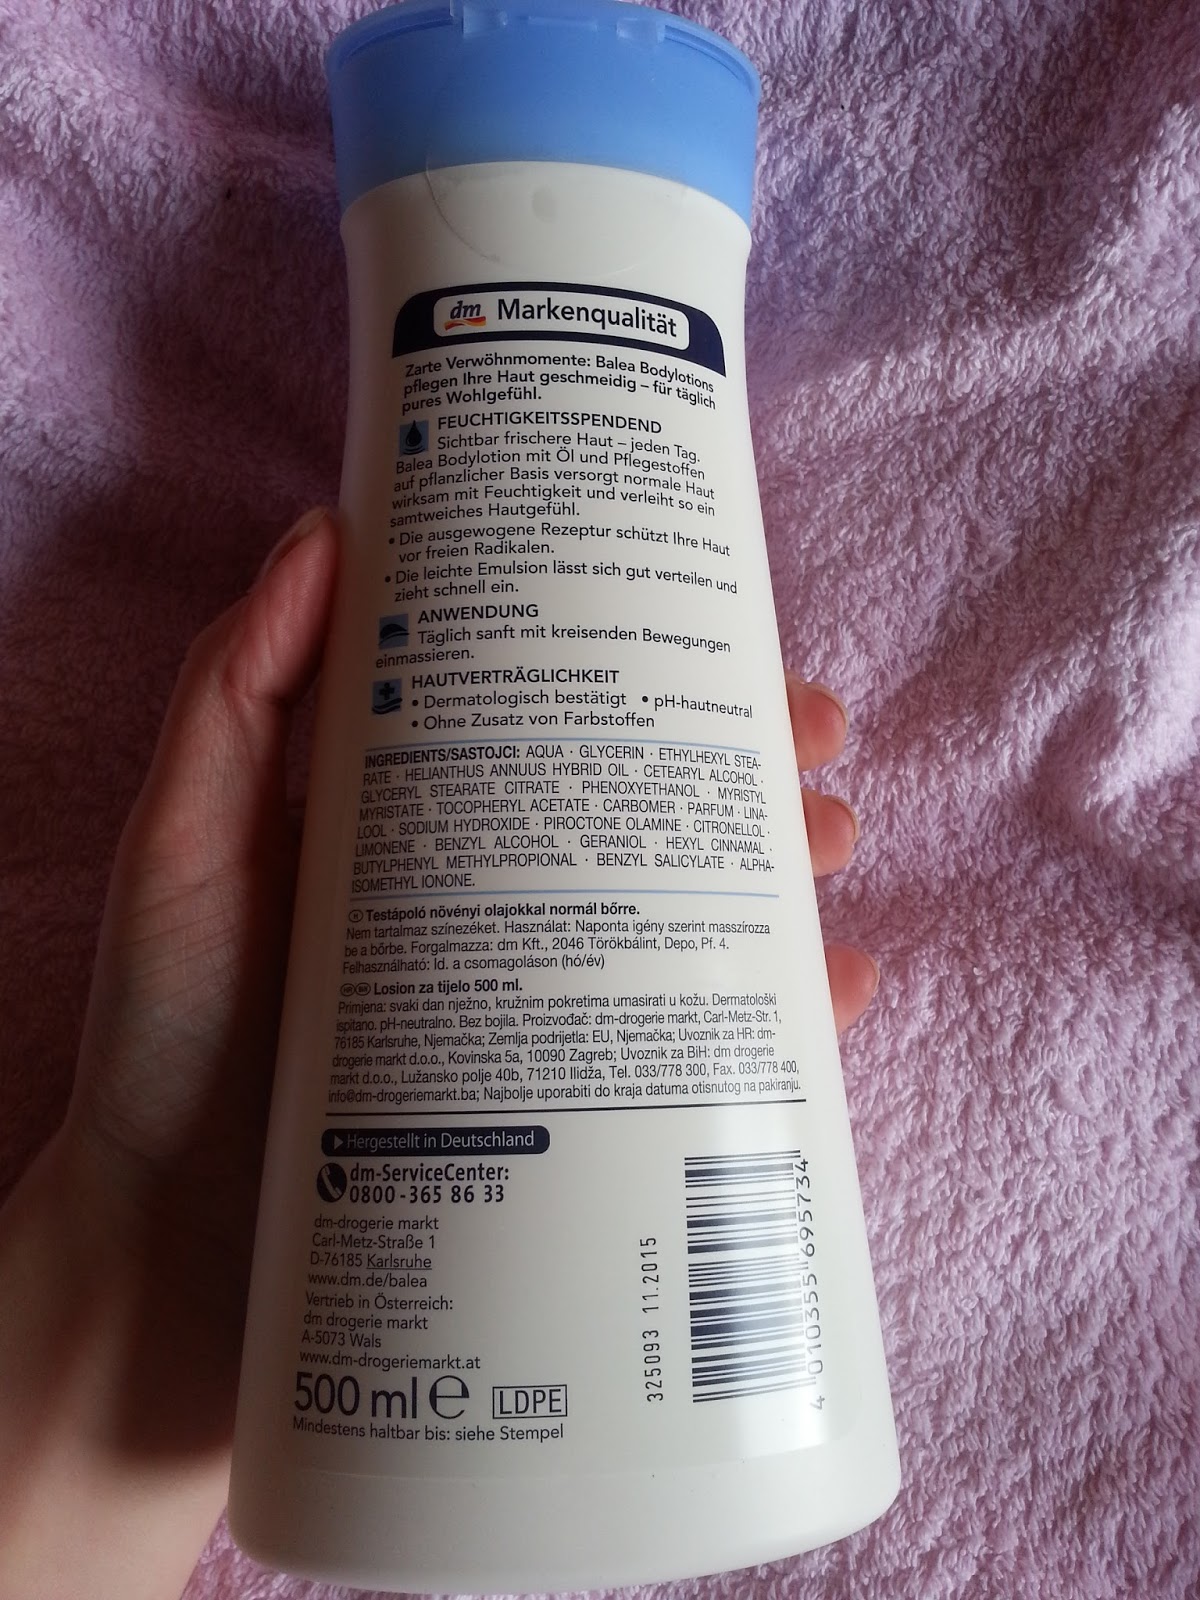 dm Markenqualität
Zarte Verwöhnmomente: Balea Bodylotions
pflegen Ihre Haut geschmeidig – für täglich
pures Wohlgefühl.
FEUCHTIGKEITSSPENDEND
Sichtbar frischere Haut – jeden Tag.
Balea Bodylotion mit Öl und Pflegestoffen
auf pflanzlicher Basis versorgt normale Haut
wirksam mit Feuchtigkeit und verleiht so ein
samtweiches Hautgefühl.
• Die ausgewogene Rezeptur schützt Ihre Haut
vor freien Radikalen.
• Die leichte Emulsion lässt sich gut verteilen und
zieht schnell ein.
ANWENDUNG
Täglich sanft mit kreisenden Bewegungen
einmassieren.
HAUTVERTRÄGLICHKEIT
• Dermatologisch bestätigt • pH-hautneutral
• Ohne Zusatz von Farbstoffen
INGREDIENTS/SASTOJCI: AQUA · GLYCERIN · ETHYLHEXYL STEA-
RATE · HELIANTHUS ANNUUS HYBRID OIL · CETEARYL ALCOHOL ·
GLYCERYL STEARATE CITRATE · PHENOXYETHANOL · MYRISTYL
MYRISTATE · TOCOPHERYL ACETATE · CARBOMER · PARFUM · LINA-
LOOL · SODIUM HYDROXIDE · PIROCTONE OLAMINE · CITRONELLOL ·
LIMONENE · BENZYL ALCOHOL · GERANIOL · HEXYL CINNAMAL ·
BUTYLPHENYL METHYLPROPIONAL · BENZYL SALICYLATE · ALPHA-
ISOMETHYL IONONE.
H Testápoló növényi olajokkal normál bőrre.
Nem tartalmaz színezéket. Használat: Naponta igény szerint masszírozza
be a bőrbe. Forgalmazza: dm Kft., 2046 Törökbálint, Depo, Pf. 4.
Felhasználható: ld. a csomagoláson (hó/év)
HR BIH Losion za tijelo 500 ml.
Primjena: svaki dan nježno, kružnim pokretima umasirati u kožu. Dermatološki
ispitano. pH-neutralno. Bez bojila. Proizvođač: dm-drogerie markt, Carl-Metz-Str. 1,
76185 Karlsruhe, Njemačka; Zemlja podrijetla: EU, Njemačka; Uvoznik za HR: dm-
drogerie markt d.o.o., Kovinska 5a, 10090 Zagreb; Uvoznik za BiH: dm drogerie
markt d.o.o., Lužansko polje 40b, 71210 Ilidža, Tel. 033/778 300, Fax. 033/778 400,
info@dm-drogeriemarkt.ba; Najbolje uporabiti do kraja datuma otisnutog na pakiranju.
Hergestellt in Deutschland
dm-ServiceCenter:
0800-365 86 33
dm-drogerie markt
Carl-Metz-Straße 1
D-76185 Karlsruhe
www.dm.de/balea
Vertrieb in Österreich:
dm drogerie markt
A-5073 Wals
www.dm-drogeriemarkt.at
500 ml e LDPE
Mindestens haltbar bis: siehe Stempel
325093 11.2015
4 010355 695734